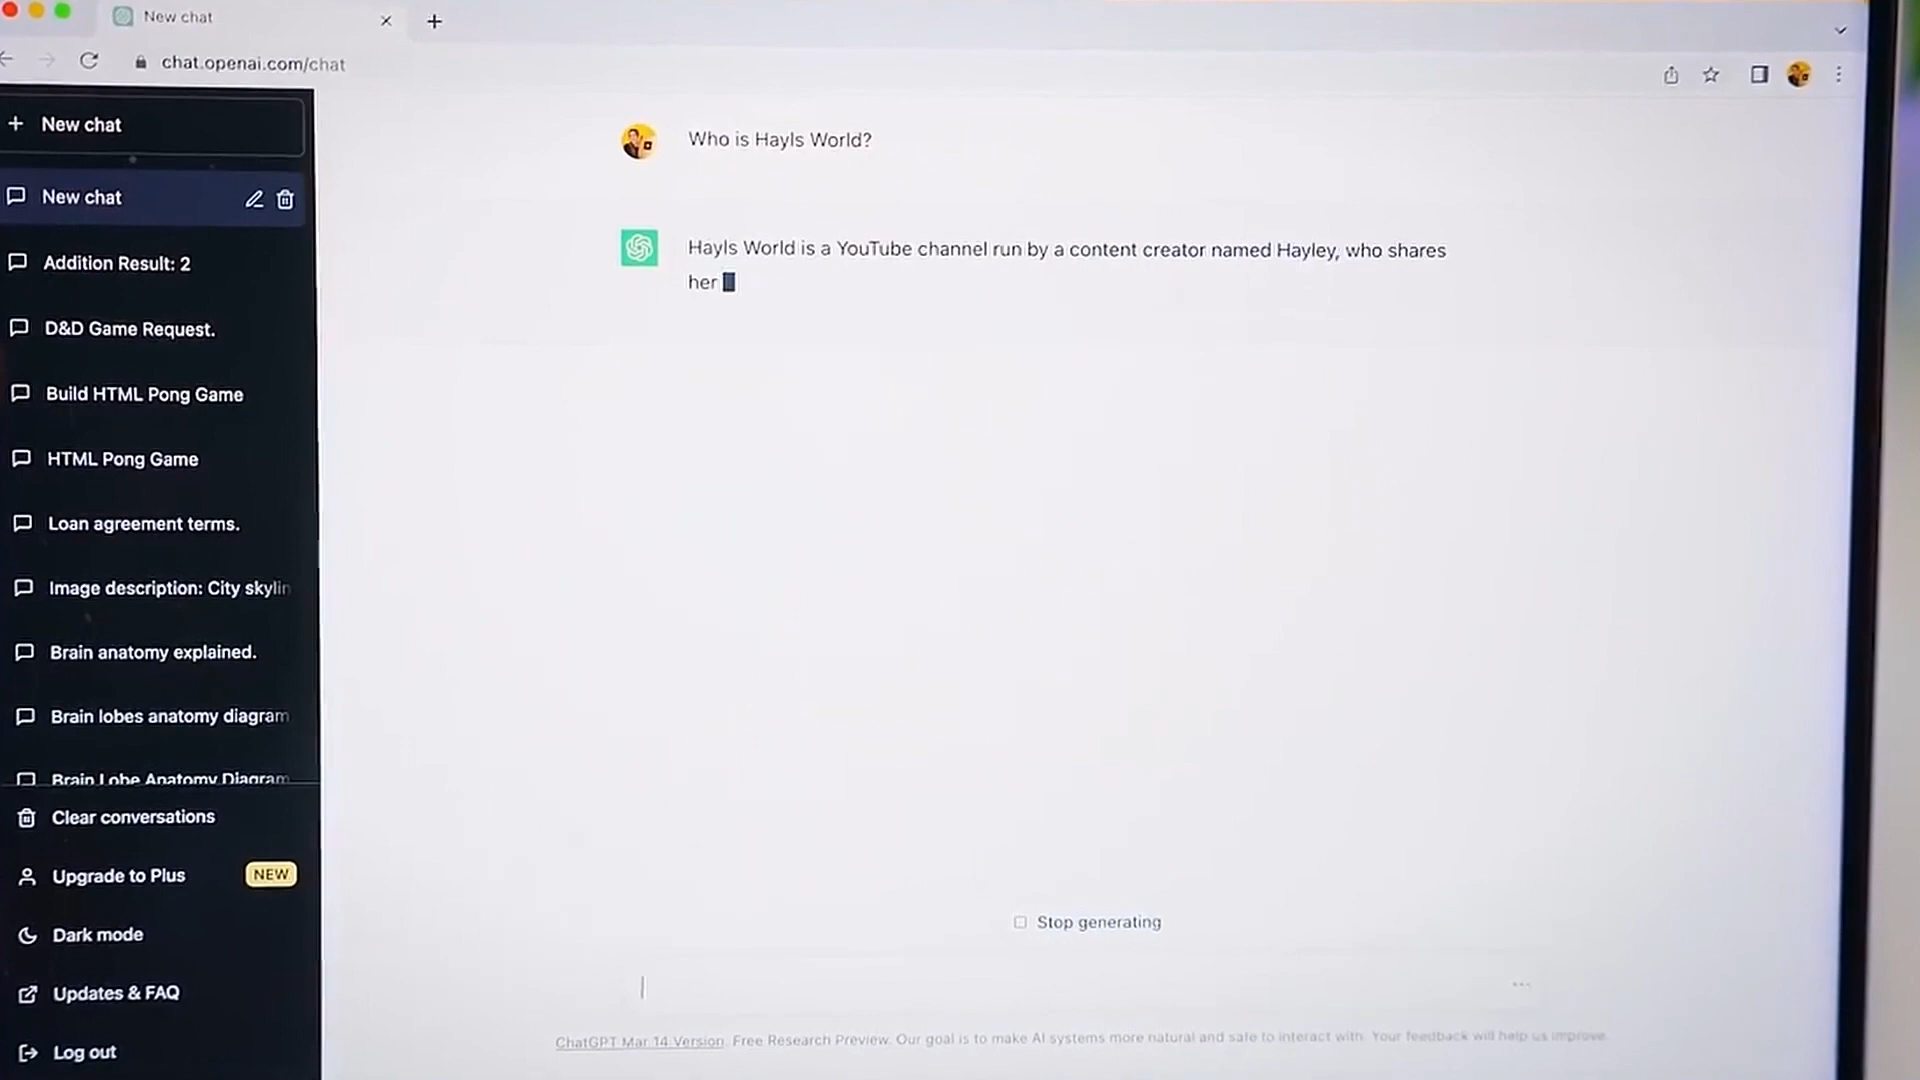 New chat
chat.openai.com/chat
New chat
New chat
Addition Result: 2
D&D Game Request.
Build HTML Pong Game
HTML Pong Game
Loan agreement terms.
Image description: City skylin
Brain anatomy explained.
Brain lobes anatomy diagram
Brain Lobe Anatomy Diagram
Clear conversations
Upgrade to Plus NEW
Dark mode
Updates & FAQ
Log out
Who is Hayls World?
Hayls World is a YouTube channel run by a content creator named Hayley, who shares
her
Stop generating
ChatGPT Mar 14 Version. Free Research Preview. Our goal is to make AI systems more natural and safe to interact with. Your feedback will help us improve.